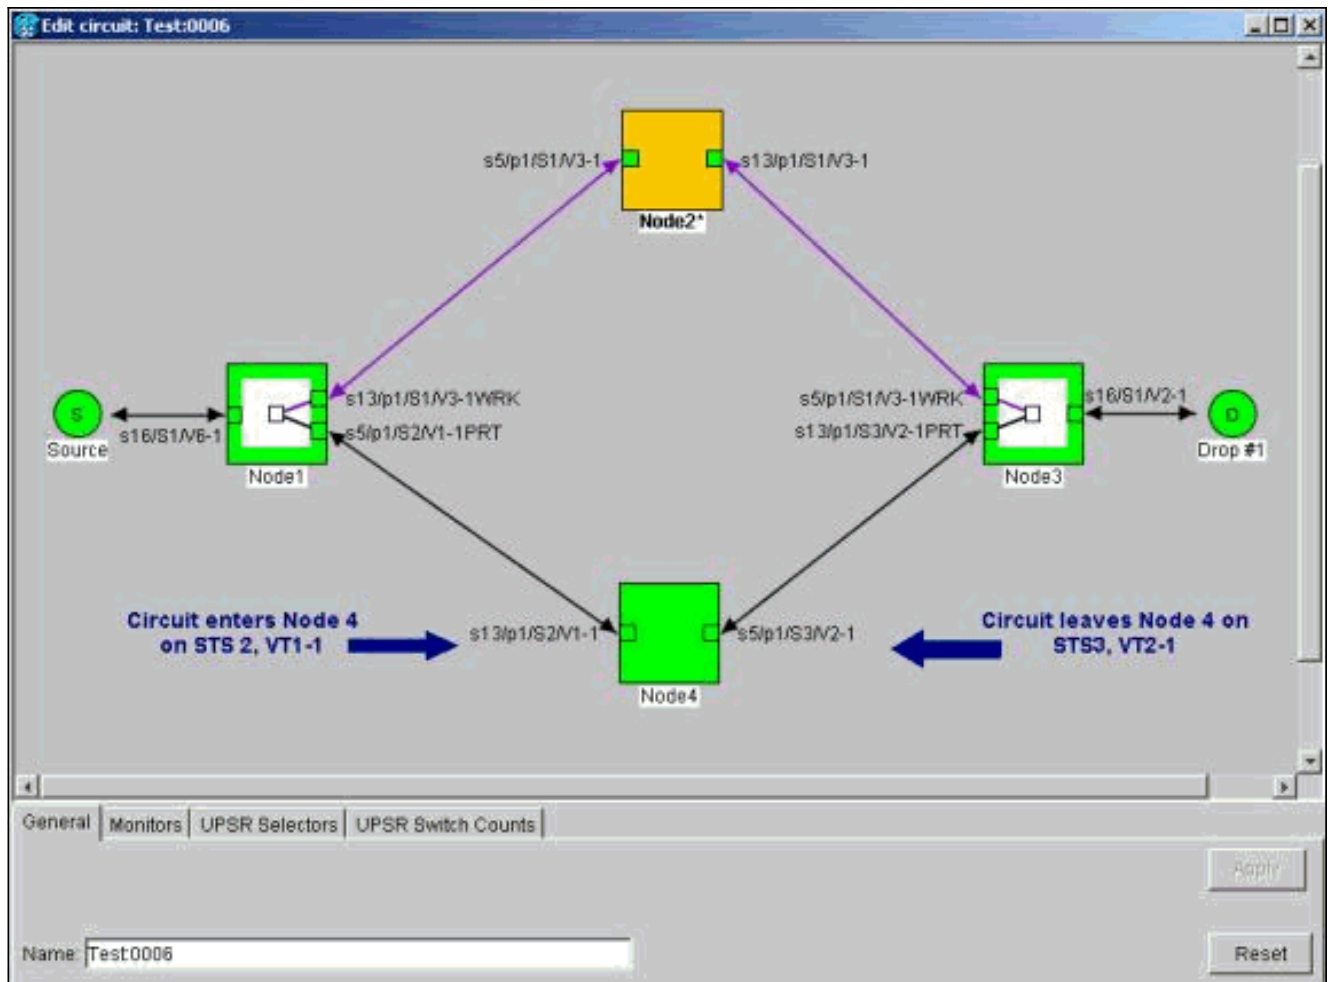 Edit circuit: Test:0006
s5/p1/S1/V3-1
s13/p1/S1/V3-1
Node2*
s13/p1/S1/V3-1WRK
s5/p1/S2/V1-1PRT
s5/p1/S1/V3-1WRK
s13/p1/S3/V2-1PRT
S
s16/S1/V6-1
Source
Node1
s16/S1/V2-1
D
Drop #1
Node3
Circuit enters Node 4
on STS 2, VT1-1
s13/p1/S2/V1-1
s5/p1/S3/V2-1
Circuit leaves Node 4 on
STS3, VT2-1
Node4
General
Monitors
UPSR Selectors
UPSR Switch Counts
Apply
Name: Test:0006
Reset